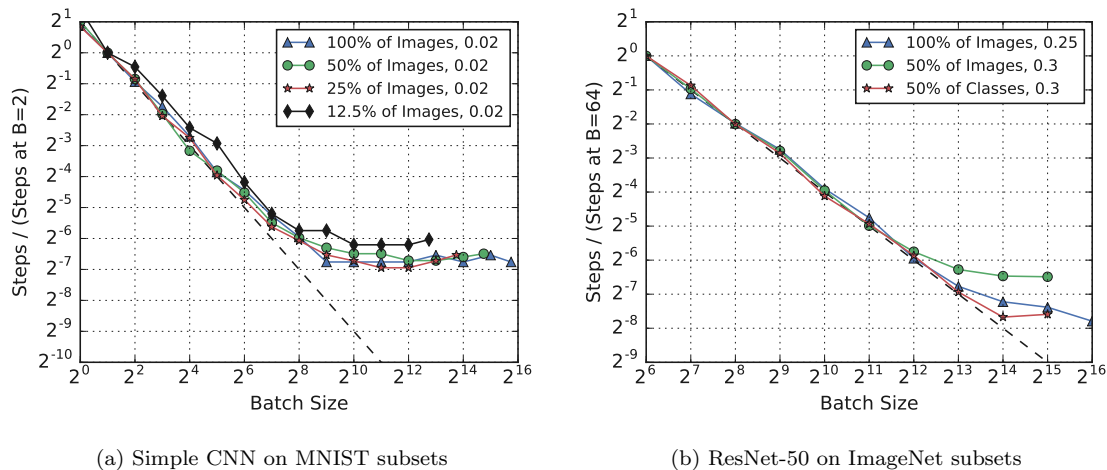 2^1
2^0
2^-1
2^-2
2^-3
2^-4
2^-5
2^-6
2^-7
2^-8
2^-9
2^-10
Steps / (Steps at B=2)
100% of Images, 0.02
50% of Images, 0.02
25% of Images, 0.02
12.5% of Images, 0.02
2^0 2^2 2^4 2^6 2^8 2^10 2^12 2^14 2^16
Batch Size
(a) Simple CNN on MNIST subsets
2^1
2^0
2^-1
2^-2
2^-3
2^-4
2^-5
2^-6
2^-7
2^-8
2^-9
Steps / (Steps at B=64)
100% of Images, 0.25
50% of Images, 0.3
50% of Classes, 0.3
2^6 2^7 2^8 2^9 2^10 2^11 2^12 2^13 2^14 2^15 2^16
Batch Size
(b) ResNet-50 on ImageNet subsets